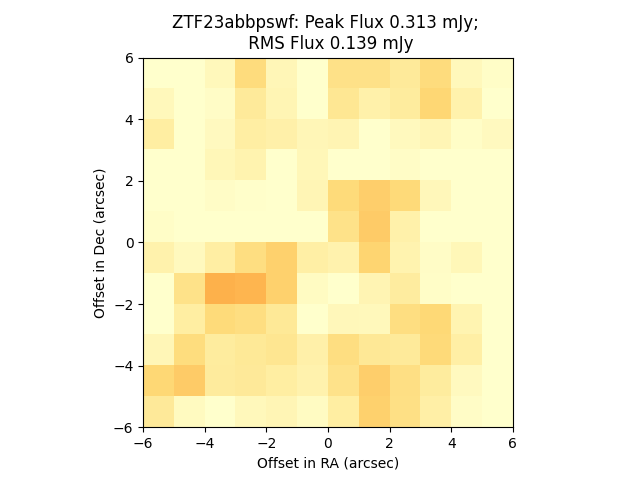 ZTF23abbpswf: Peak Flux 0.313 mJy;
RMS Flux 0.139 mJy
6
4
2
0
−2
−4
−6
Offset in Dec (arcsec)
−6 −4 −2 0 2 4 6
Offset in RA (arcsec)